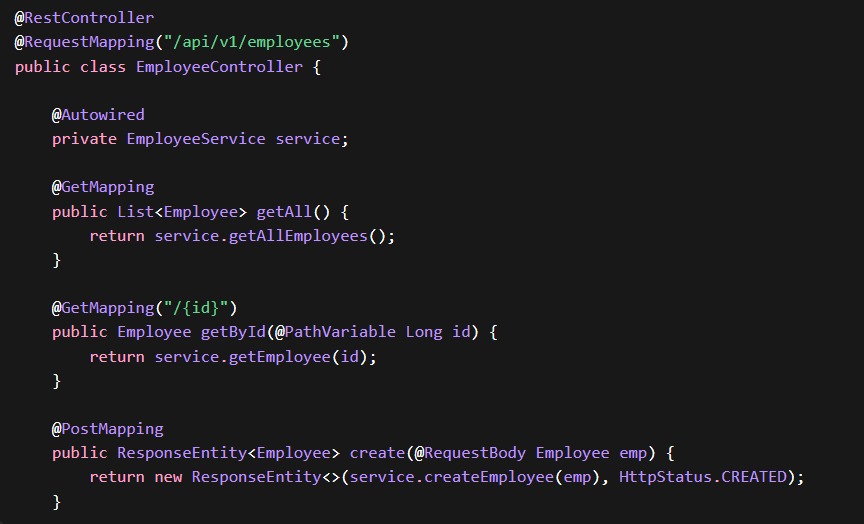 @RestController
@RequestMapping("/api/v1/employees")
public class EmployeeController {
@Autowired
private EmployeeService service;
@GetMapping
public List<Employee> getAll() {
return service.getAllEmployees();
}
@GetMapping("/{id}")
public Employee getById(@PathVariable Long id) {
return service.getEmployee(id);
}
@PostMapping
public ResponseEntity<Employee> create(@RequestBody Employee emp) {
return new ResponseEntity<>(service.createEmployee(emp), HttpStatus.CREATED);
}